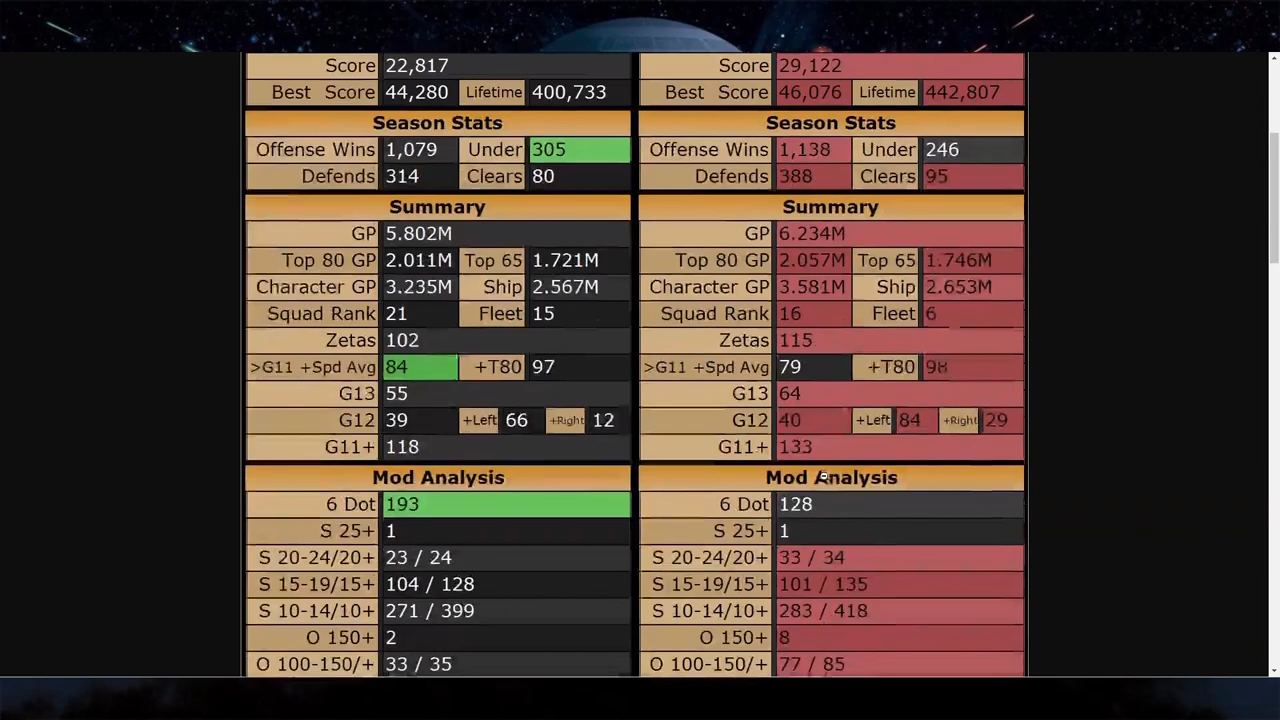 Score 22,817
Best Score 44,280 Lifetime 400,733
Season Stats
Offense Wins 1,079 Under 305
Defends 314 Clears 80
Summary
GP 5.802M
Top 80 GP 2.011M Top 65 1.721M
Character GP 3.235M Ship 2.567M
Squad Rank 21 Fleet 15
Zetas 102
>G11 +Spd Avg 84 +T80 97
G13 55
G12 39 +Left 66 +Right 12
G11+ 118
Mod Analysis
6 Dot 193
S 25+ 1
S 20-24/20+ 23 / 24
S 15-19/15+ 104 / 128
S 10-14/10+ 271 / 399
O 150+ 2
O 100-150/+ 33 / 35
Score 29,122
Best Score 46,076 Lifetime 442,807
Season Stats
Offense Wins 1,138 Under 246
Defends 388 Clears 95
Summary
GP 6.234M
Top 80 GP 2.057M Top 65 1.746M
Character GP 3.581M Ship 2.653M
Squad Rank 16 Fleet 6
Zetas 115
>G11 +Spd Avg 79 +T80 98
G13 64
G12 40 +Left 84 +Right 29
G11+ 133
Mod Analysis
6 Dot 128
S 25+ 1
S 20-24/20+ 33 / 34
S 15-19/15+ 101 / 135
S 10-14/10+ 283 / 418
O 150+ 8
O 100-150/+ 77 / 85